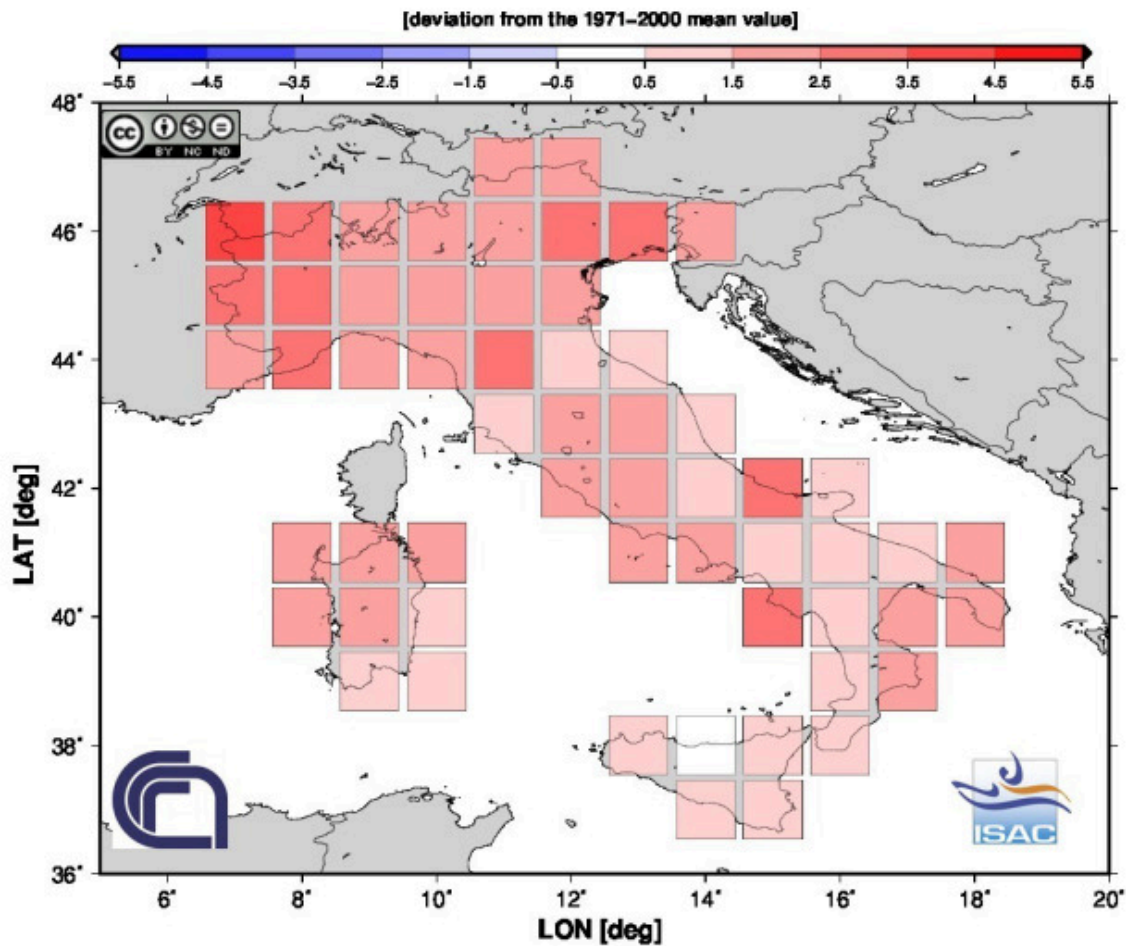 [deviation from the 1971−2000 mean value]
−5.5 −4.5 −3.5 −2.5 −1.5 −0.5 0.5 1.5 2.5 3.5 4.5 5.5
48°
cc
BY NC ND
46°
44°
42°
40°
38°
36°
LAT [deg]
ISAC
6° 8° 10° 12° 14° 16° 18° 20°
LON [deg]